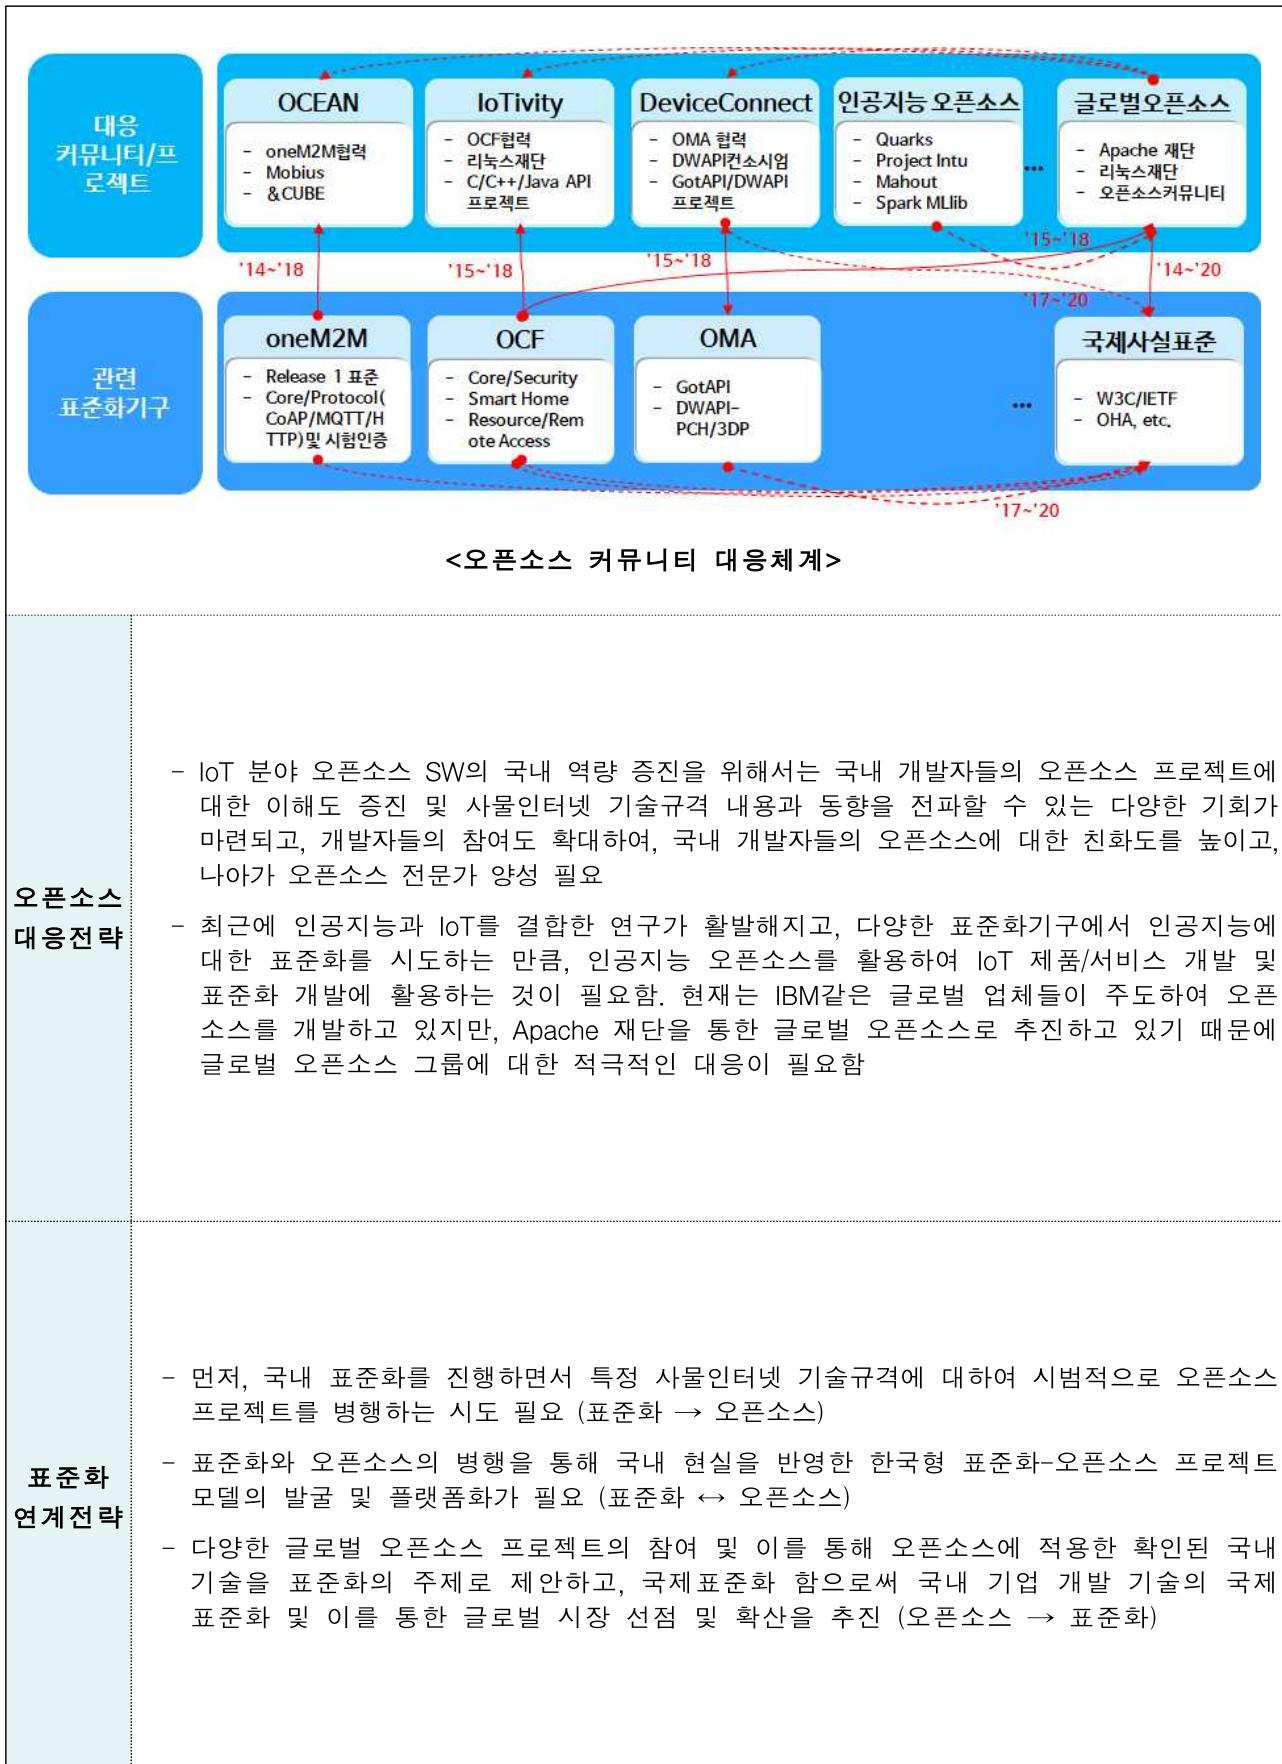 대응
커뮤니티/프
로젝트
OCEAN
- oneM2M협력
- Mobius
- &CUBE
IoTivity
- OCF협력
- 리눅스재단
- C/C++/Java API
프로젝트
DeviceConnect
- OMA 협력
- DWAPI컨소시엄
- GotAPI/DWAPI
프로젝트
인공지능 오픈소스
- Quarks
- Project Intu
- Mahout
- Spark MLlib
...
글로벌오픈소스
- Apache 재단
- 리눅스재단
- 오픈소스커뮤니티
'14~'18
'15~'18
'15~'18
'15~'18
'14~'20
'17~'20
관련
표준화기구
oneM2M
- Release 1 표준
- Core/Protocol(
CoAP/MQTT/H
TTP)및 시험인증
OCF
- Core/Security
- Smart Home
- Resource/Rem
ote Access
OMA
- GotAPI
- DWAPI-
PCH/3DP
...
국제사실표준
- W3C/IETF
- OHA, etc.
'17~'20
<오픈소스 커뮤니티 대응체계>
오픈소스
대응전략
- IoT 분야 오픈소스 SW의 국내 역량 증진을 위해서는 국내 개발자들의 오픈소스 프로젝트에
대한 이해도 증진 및 사물인터넷 기술규격 내용과 동향을 전파할 수 있는 다양한 기회가
마련되고, 개발자들의 참여도 확대하여, 국내 개발자들의 오픈소스에 대한 친화도를 높이고,
나아가 오픈소스 전문가 양성 필요
- 최근에 인공지능과 IoT를 결합한 연구가 활발해지고, 다양한 표준화기구에서 인공지능에
대한 표준화를 시도하는 만큼, 인공지능 오픈소스를 활용하여 IoT 제품/서비스 개발 및
표준화 개발에 활용하는 것이 필요함. 현재는 IBM같은 글로벌 업체들이 주도하여 오픈
소스를 개발하고 있지만, Apache 재단을 통한 글로벌 오픈소스로 추진하고 있기 때문에
글로벌 오픈소스 그룹에 대한 적극적인 대응이 필요함
표준화
연계전략
- 먼저, 국내 표준화를 진행하면서 특정 사물인터넷 기술규격에 대하여 시범적으로 오픈소스
프로젝트를 병행하는 시도 필요 (표준화 → 오픈소스)
- 표준화와 오픈소스의 병행을 통해 국내 현실을 반영한 한국형 표준화-오픈소스 프로젝트
모델의 발굴 및 플랫폼화가 필요 (표준화 ↔ 오픈소스)
- 다양한 글로벌 오픈소스 프로젝트의 참여 및 이를 통해 오픈소스에 적용한 확인된 국내
기술을 표준화의 주제로 제안하고, 국제표준화 함으로써 국내 기업 개발 기술의 국제
표준화 및 이를 통한 글로벌 시장 선점 및 확산을 추진 (오픈소스 → 표준화)